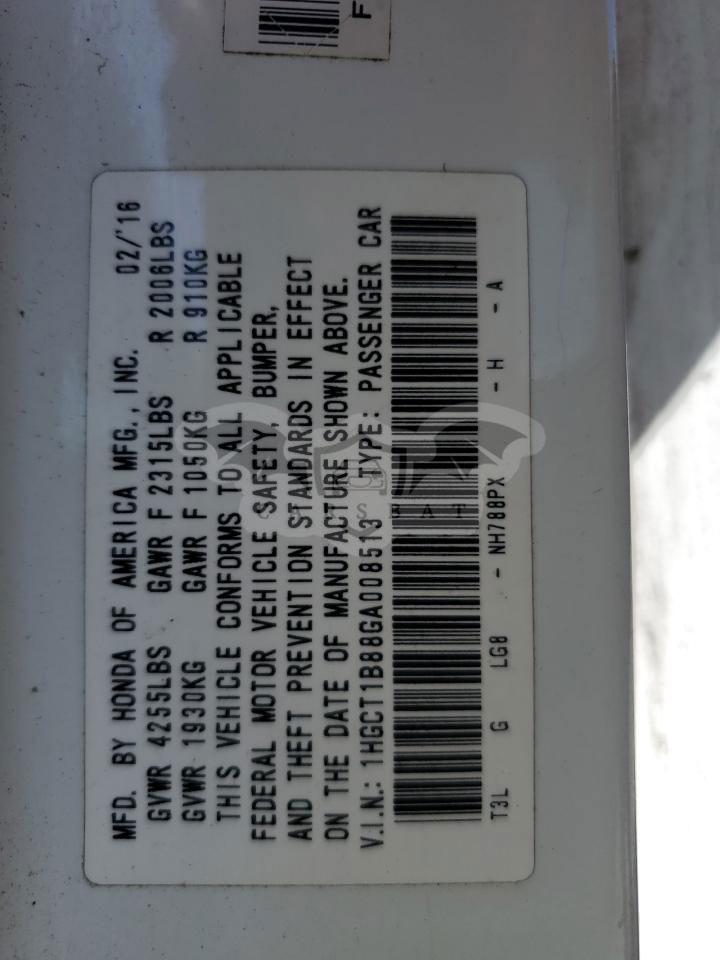 F
MFD. BY HONDA OF AMERICA MFG., INC. 02/'16
GVWR 4255LBS GAWR F 2315LBS R 2006LBS
GVWR 1930KG GAWR F 1050KG R 910KG
THIS VEHICLE CONFORMS TO ALL APPLICABLE
FEDERAL MOTOR VEHICLE SAFETY, BUMPER,
AND THEFT PREVENTION STANDARDS IN EFFECT
ON THE DATE OF MANUFACTURE SHOWN ABOVE.
V.I.N.: 1HGCT1B88GA008513 TYPE: PASSENGER CAR
T3L G LG8 - NH788PX - H - A